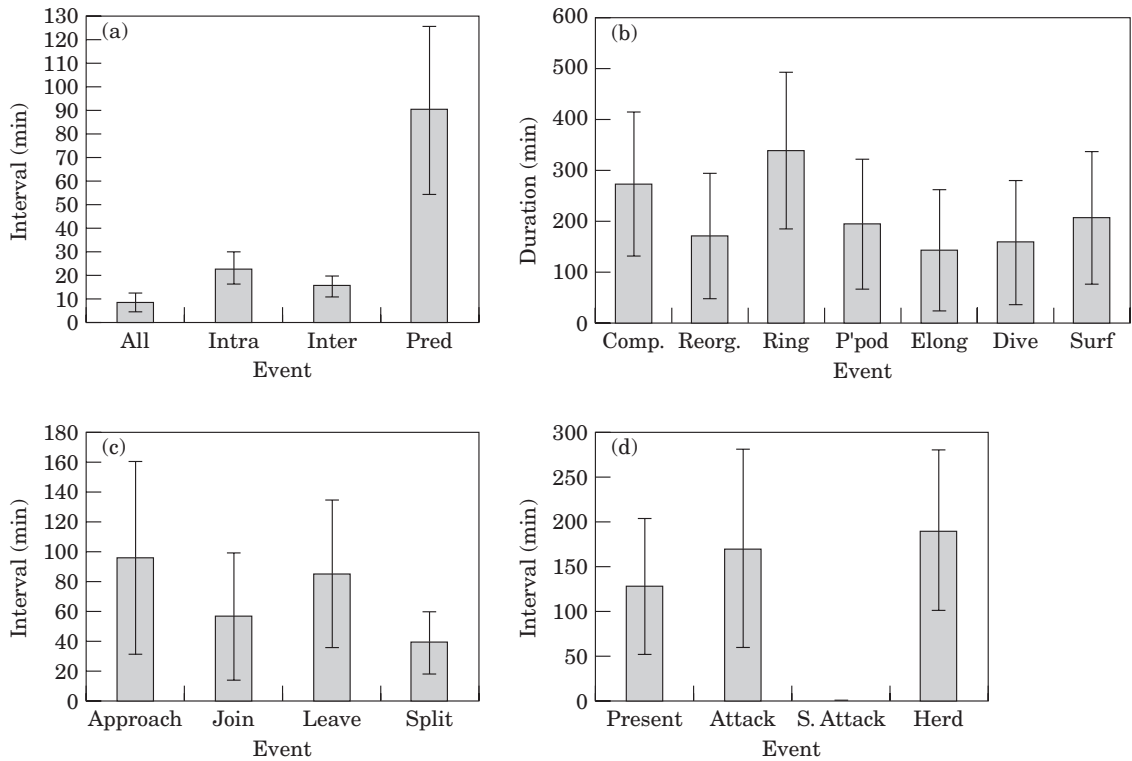 (a)
Interval (min)
130
120
110
100
90
80
70
60
50
40
30
20
10
0
All Intra Inter Pred
Event
(b)
Duration (min)
600
500
400
300
200
100
0
Comp. Reorg. Ring P'pod Elong Dive Surf
Event
(c)
Interval (min)
180
160
140
120
100
80
60
40
20
0
Approach Join Leave Split
Event
(d)
Interval (min)
300
250
200
150
100
50
0
Present Attack S. Attack Herd
Event